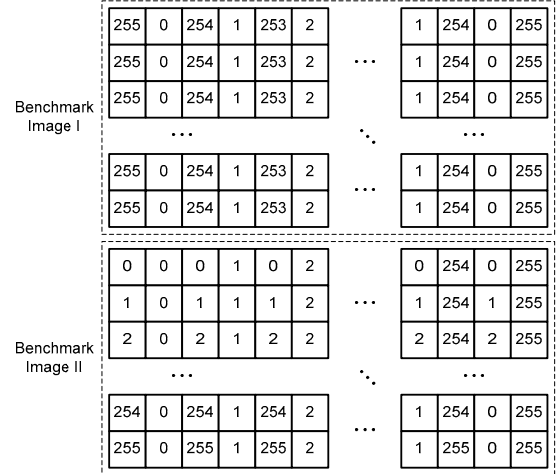 255 0 254 1 253 2 1 254 0 255
255 0 254 1 253 2 ... 1 254 0 255
255 0 254 1 253 2 1 254 0 255
Benchmark
Image I
... ⋱ ...
255 0 254 1 253 2 ... 1 254 0 255
255 0 254 1 253 2 1 254 0 255
0 0 0 1 0 2 0 254 0 255
1 0 1 1 1 2 ... 1 254 1 255
2 0 2 1 2 2 2 254 2 255
Benchmark
Image II
... ⋱ ...
254 0 254 1 254 2 ... 1 254 0 255
255 0 255 1 255 2 1 255 0 255